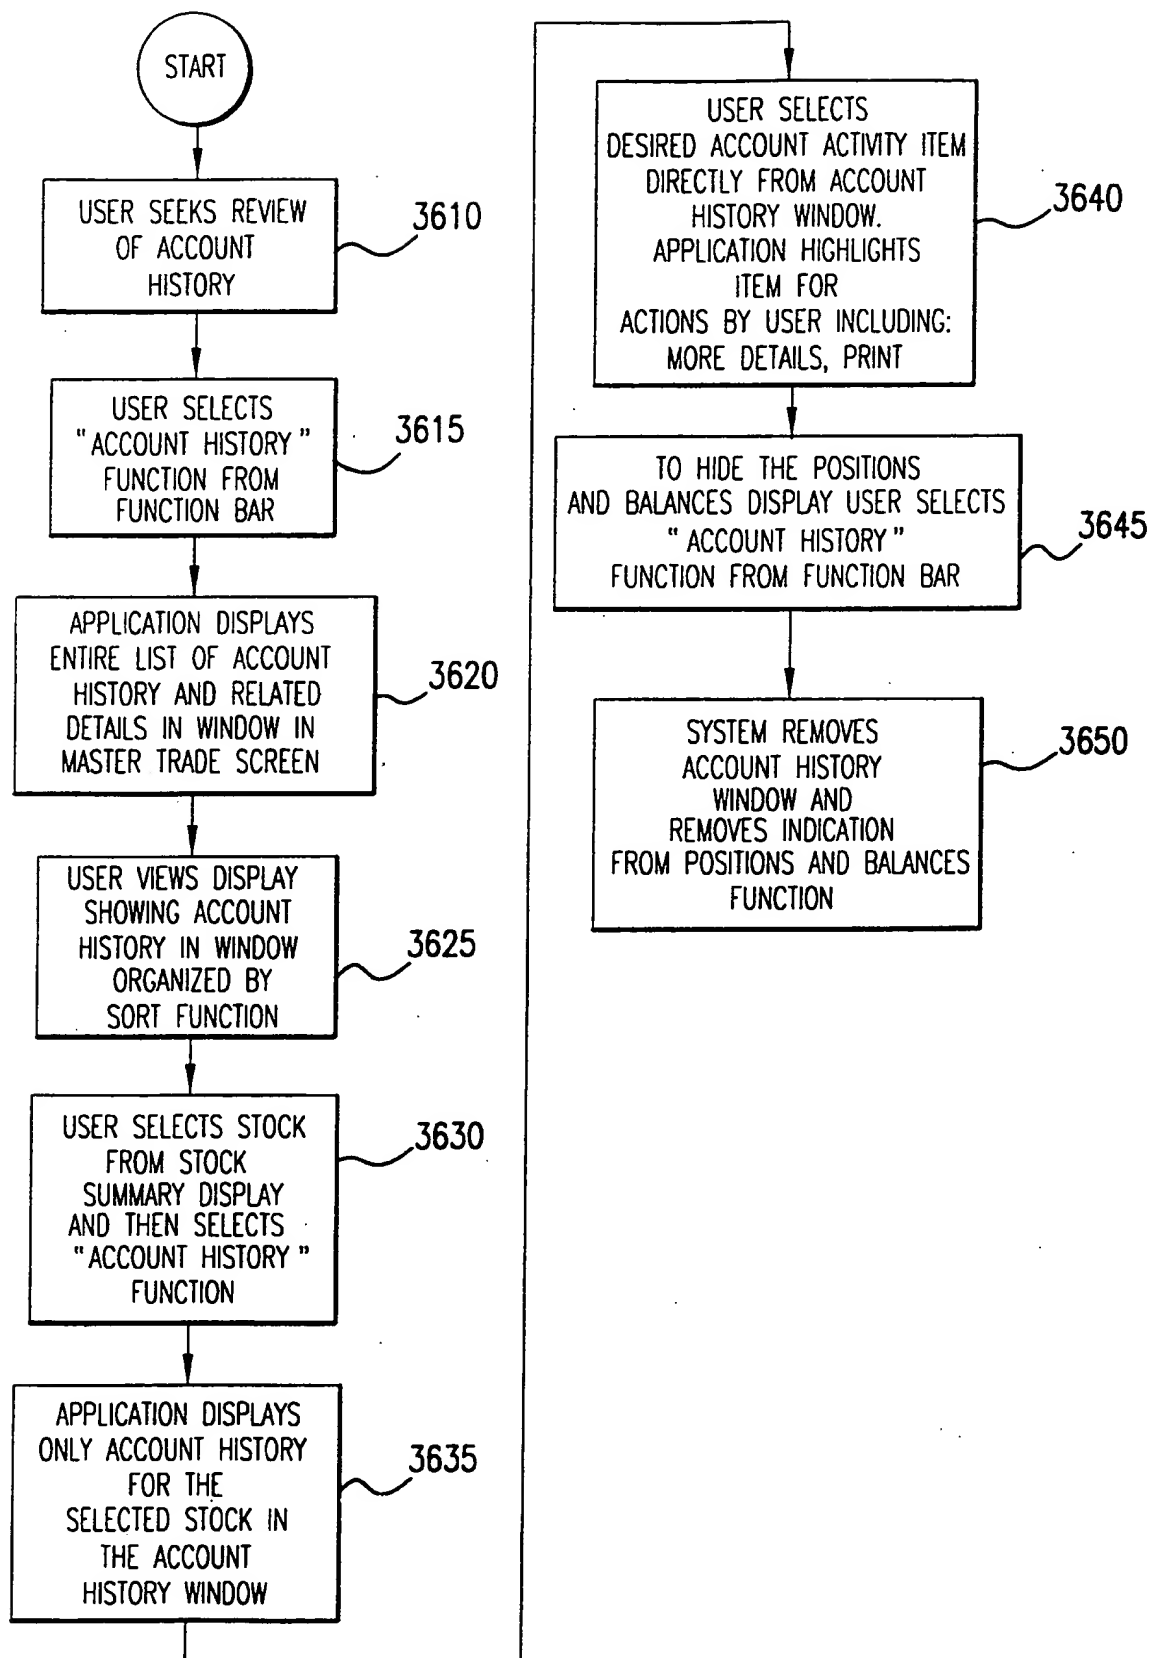 START
USER SEEKS REVIEW
OF ACCOUNT
HISTORY
3610
USER SELECTS
"ACCOUNT HISTORY"
FUNCTION FROM
FUNCTION BAR
3615
APPLICATION DISPLAYS
ENTIRE LIST OF ACCOUNT
HISTORY AND RELATED
DETAILS IN WINDOW IN
MASTER TRADE SCREEN
3620
USER VIEWS DISPLAY
SHOWING ACCOUNT
HISTORY IN WINDOW
ORGANIZED BY
SORT FUNCTION
3625
USER SELECTS STOCK
FROM STOCK
SUMMARY DISPLAY
AND THEN SELECTS
"ACCOUNT HISTORY"
FUNCTION
3630
APPLICATION DISPLAYS
ONLY ACCOUNT HISTORY
FOR THE
SELECTED STOCK IN
THE ACCOUNT
HISTORY WINDOW
3635
USER SELECTS
DESIRED ACCOUNT ACTIVITY ITEM
DIRECTLY FROM ACCOUNT
HISTORY WINDOW.
APPLICATION HIGHLIGHTS
ITEM FOR
ACTIONS BY USER INCLUDING:
MORE DETAILS, PRINT
3640
TO HIDE THE POSITIONS
AND BALANCES DISPLAY USER SELECTS
"ACCOUNT HISTORY"
FUNCTION FROM FUNCTION BAR
3645
SYSTEM REMOVES
ACCOUNT HISTORY
WINDOW AND
REMOVES INDICATION
FROM POSITIONS AND BALANCES
FUNCTION
3650